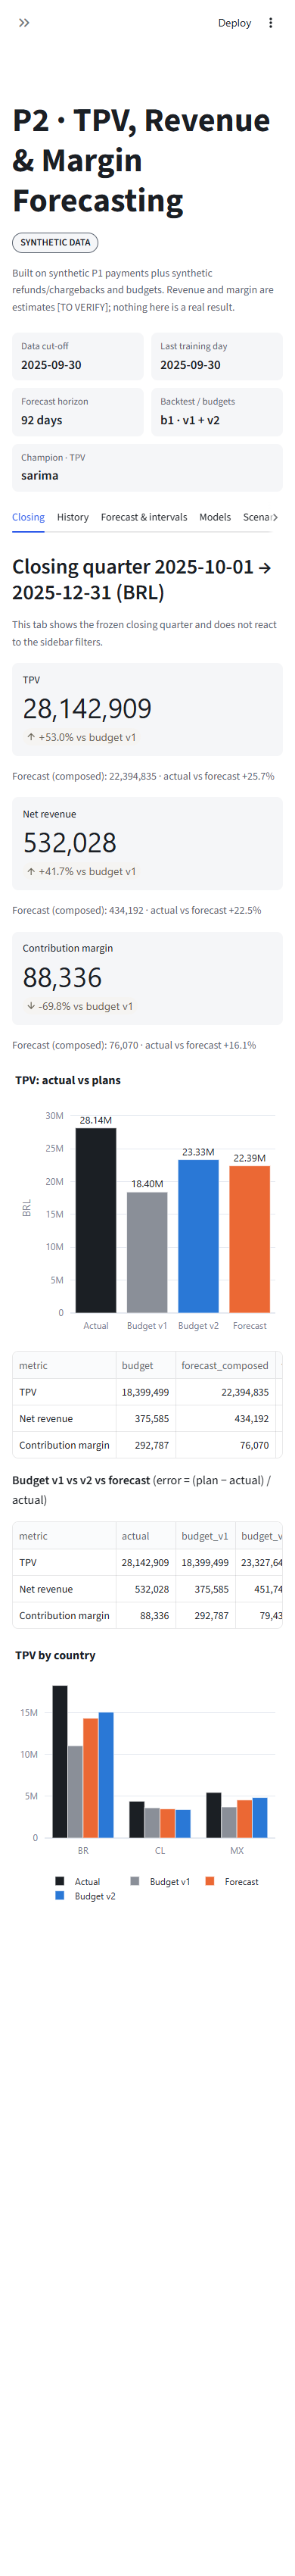 Deploy
P2 · TPV, Revenue
& Margin
Forecasting
SYNTHETIC DATA
Built on synthetic P1 payments plus synthetic
refunds/chargebacks and budgets. Revenue and margin are
estimates [TO VERIFY]; nothing here is a real result.
Data cut-off
2025-09-30
Last training day
2025-09-30
Forecast horizon
92 days
Backtest / budgets
b1 · v1 + v2
Champion · TPV
sarima
Closing History Forecast & intervals Models Scena
Closing quarter 2025-10-01 →
2025-12-31 (BRL)
This tab shows the frozen closing quarter and does not react
to the sidebar filters.
TPV
28,142,909
↑ +53.0% vs budget v1
Forecast (composed): 22,394,835 · actual vs forecast +25.7%
Net revenue
532,028
↑ +41.7% vs budget v1
Forecast (composed): 434,192 · actual vs forecast +22.5%
Contribution margin
88,336
↓ -69.8% vs budget v1
Forecast (composed): 76,070 · actual vs forecast +16.1%
TPV: actual vs plans
30M
25M
20M
15M
10M
5M
0
BRL
28.14M
18.40M
23.33M
22.39M
Actual Budget v1 Budget v2 Forecast
metric budget forecast_composed
TPV 18,399,499 22,394,835
Net revenue 375,585 434,192
Contribution margin 292,787 76,070
Budget v1 vs v2 vs forecast (error = (plan − actual) /
actual)
metric actual budget_v1 budget_v
TPV 28,142,909 18,399,499 23,327,64
Net revenue 532,028 375,585 451,74
Contribution margin 88,336 292,787 79,43
TPV by country
15M
10M
5M
0
BR CL MX
Actual Budget v1 Forecast
Budget v2